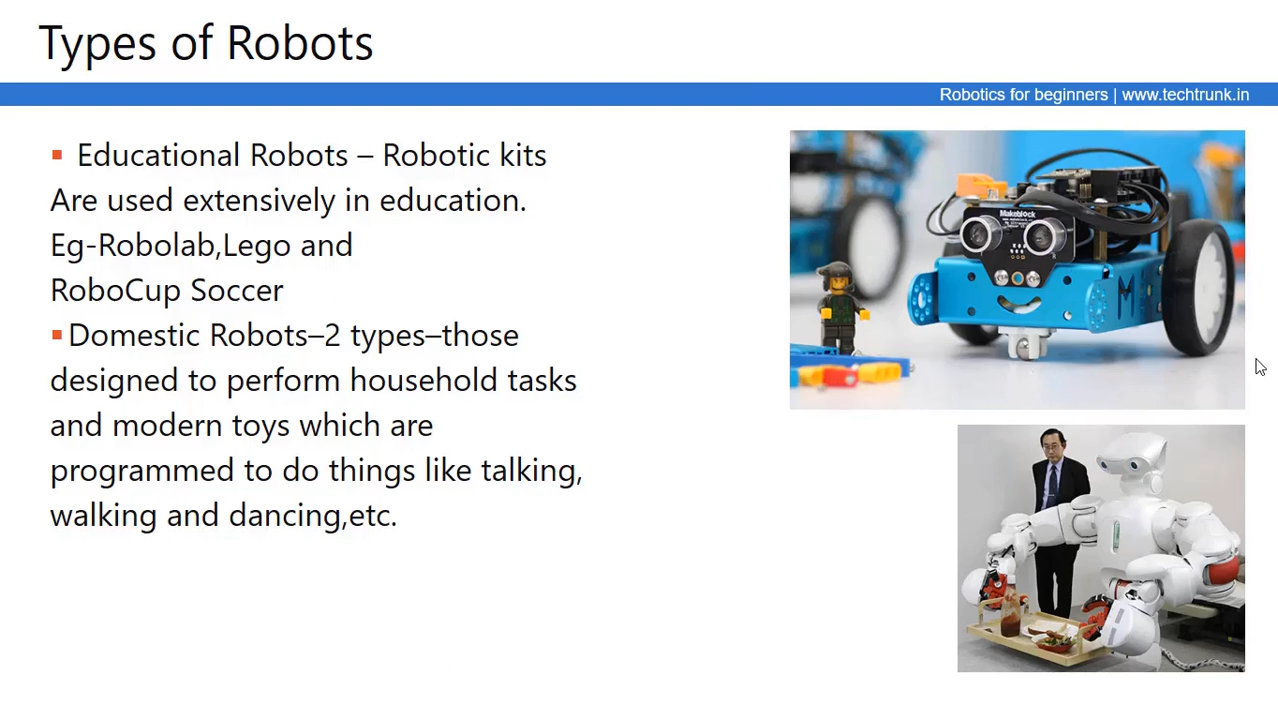 Types of Robots
Robotics for beginners | www.techtrunk.in
▪ Educational Robots – Robotic kits
Are used extensively in education.
Eg-Robolab,Lego and
RoboCup Soccer
▪Domestic Robots–2 types–those
designed to perform household tasks
and modern toys which are
programmed to do things like talking,
walking and dancing,etc.
Makeblock